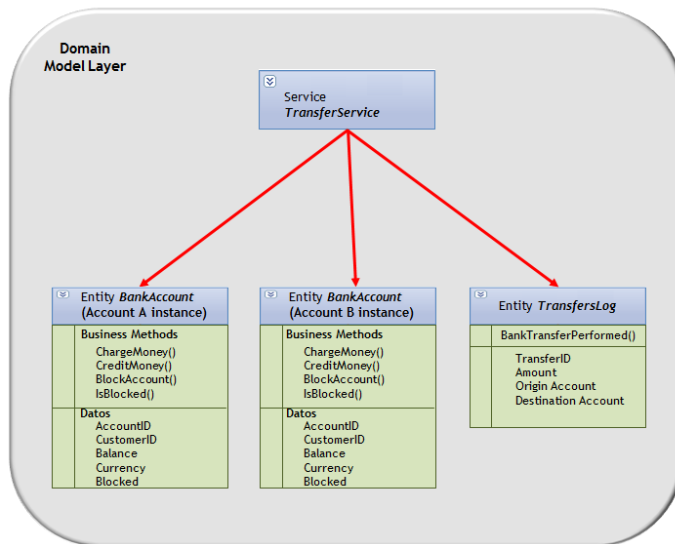 Domain
Model Layer
Service
TransferService
Entity BankAccount
(Account A instance)
Business Methods
ChargeMoney()
CreditMoney()
BlockAccount()
IsBlocked()
Datos
AccountID
CustomerID
Balance
Currency
Blocked
Entity BankAccount
(Account B instance)
Business Methods
ChargeMoney()
CreditMoney()
BlockAccount()
IsBlocked()
Datos
AccountID
CustomerID
Balance
Currency
Blocked
Entity TransfersLog
BankTransferPerformed()
TransferID
Amount
Origin Account
Destination Account